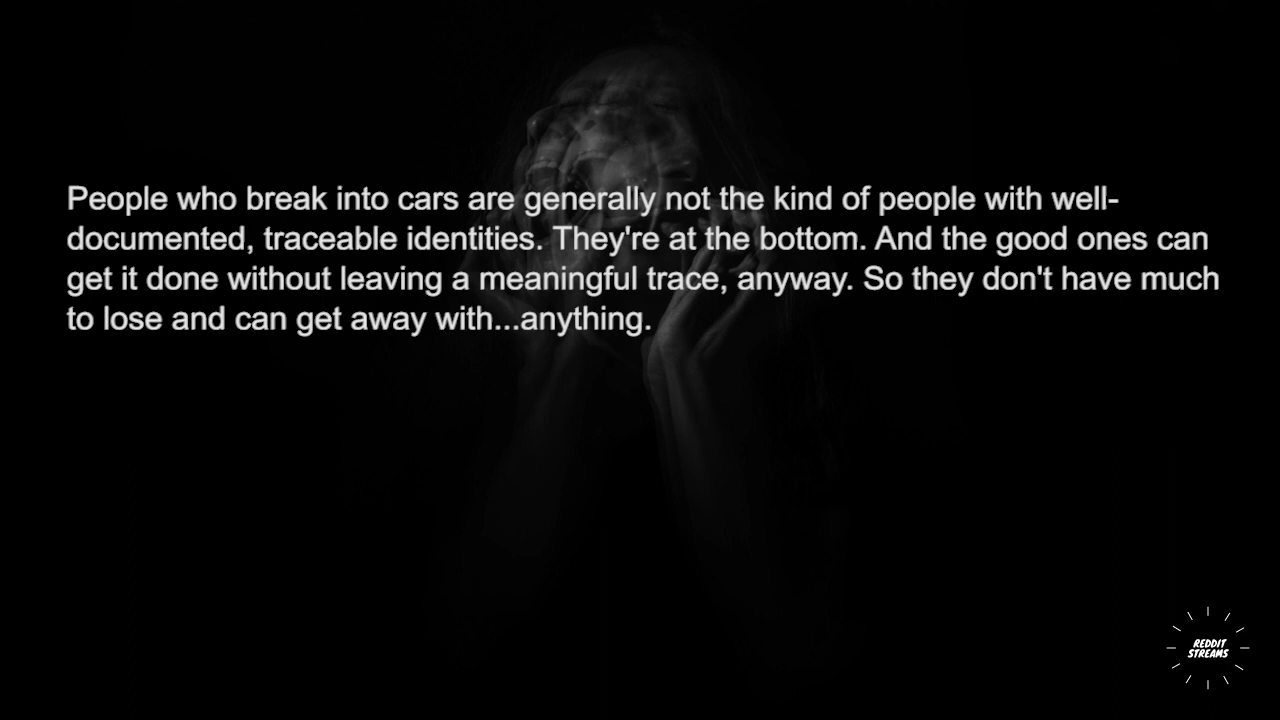 People who break into cars are generally not the kind of people with well-
documented, traceable identities. They're at the bottom. And the good ones can
get it done without leaving a meaningful trace, anyway. So they don't have much
to lose and can get away with...anything.
REDDIT
STREAMS